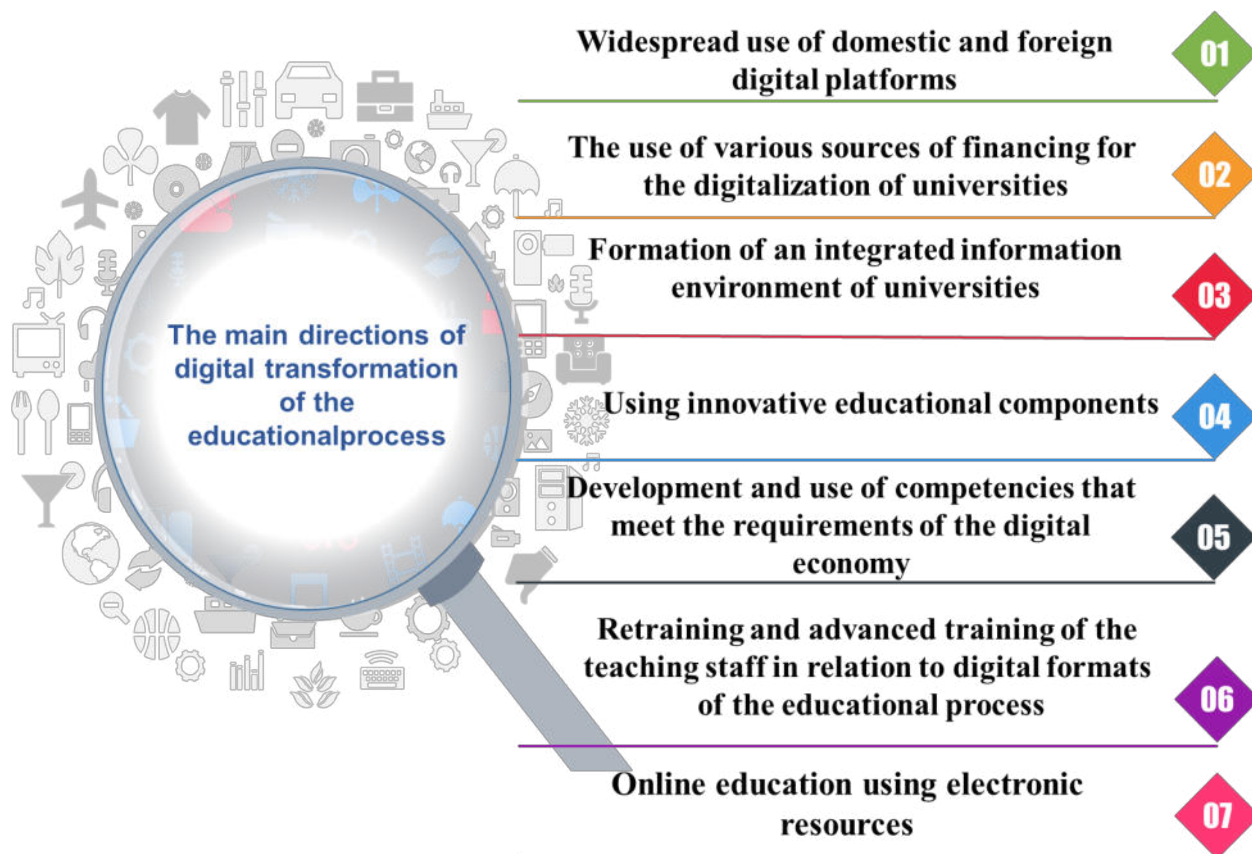 The main directions of
digital transformation
of the
educationalprocess
Widespread use of domestic and foreign
digital platforms
01
The use of various sources of financing for
the digitalization of universities
02
Formation of an integrated information
environment of universities
03
Using innovative educational components
04
Development and use of competencies that
meet the requirements of the digital
economy
05
Retraining and advanced training of the
teaching staff in relation to digital formats
of the educational process
06
Online education using electronic
resources
07